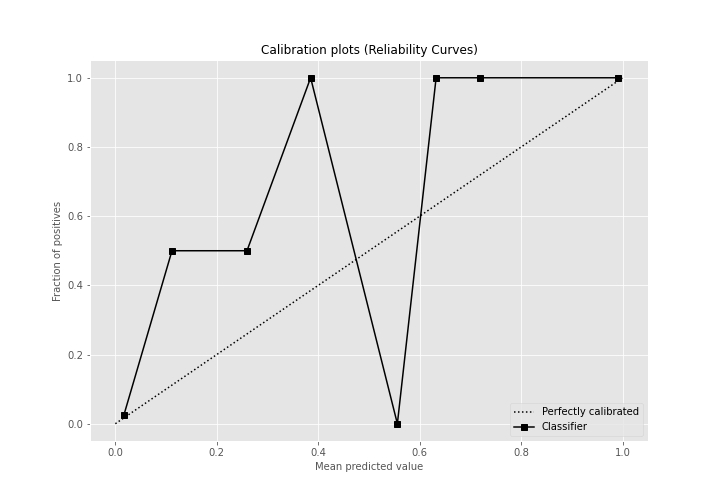 Calibration plots (Reliability Curves)
1.0
0.8
0.6
0.4
0.2
0.0
Fraction of positives
0.0 0.2 0.4 0.6 0.8 1.0
Mean predicted value
Perfectly calibrated
Classifier